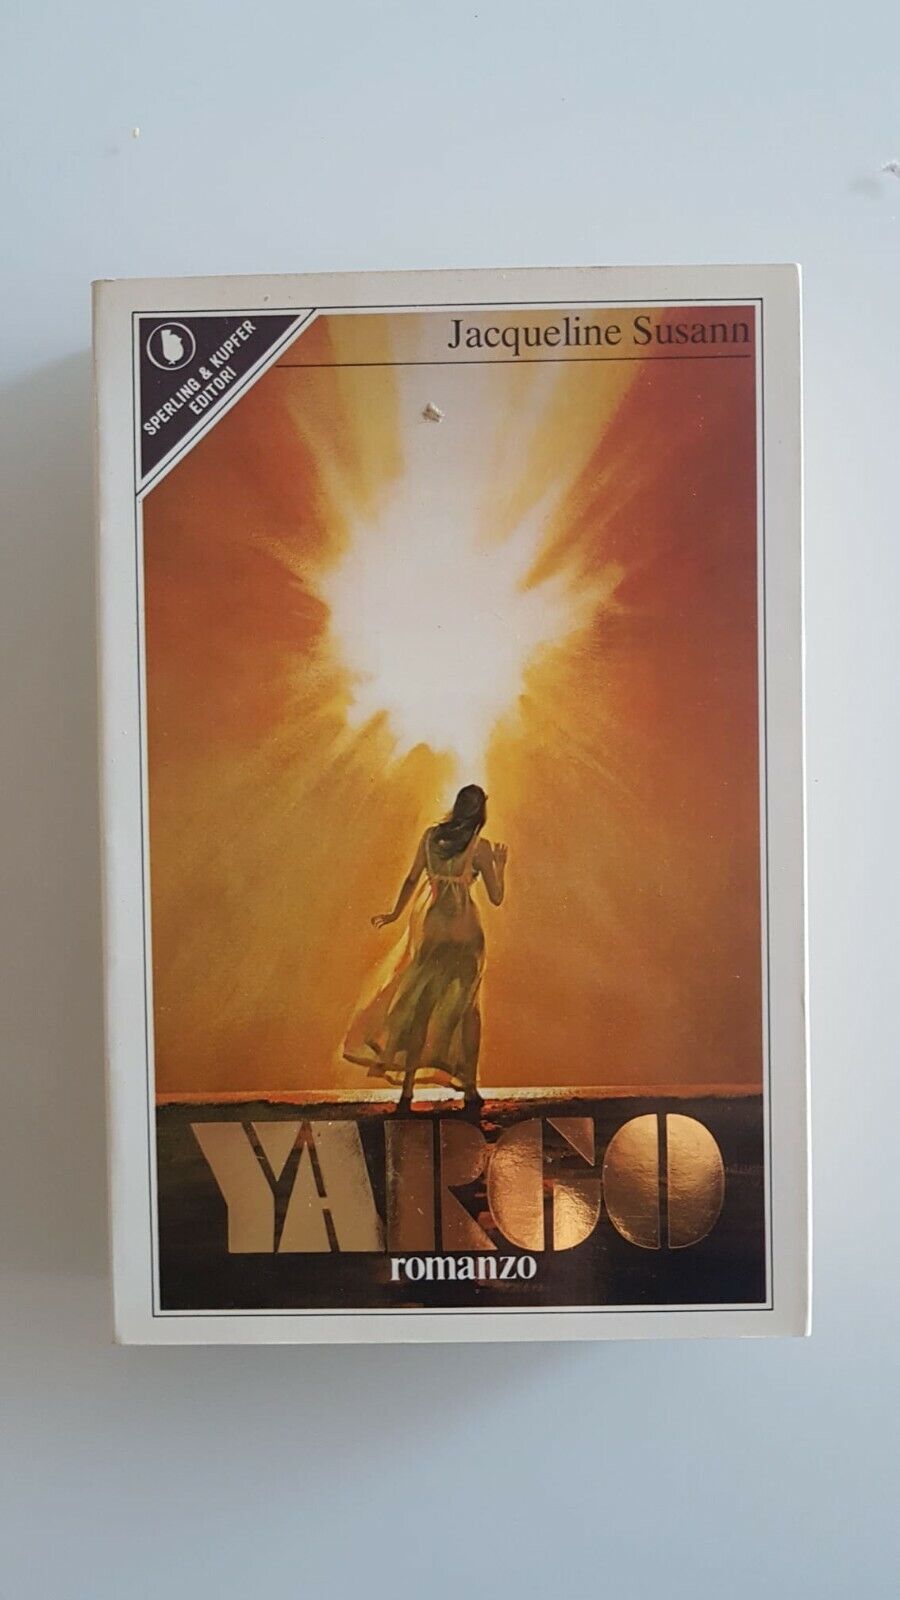 Jacqueline Susann
SPERLING & KUPFER
EDITORI
YARGO
romanzo